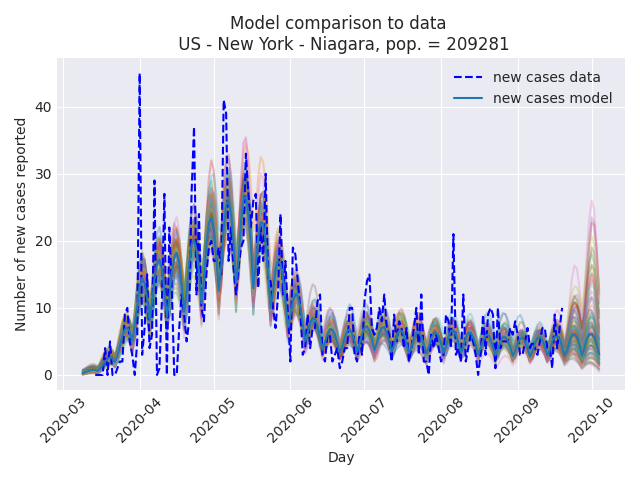 Model comparison to data
US - New York - Niagara, pop. = 209281
new cases data
new cases model
Number of new cases reported
40
30
20
10
0
2020-03
2020-04
2020-05
2020-06
2020-07
2020-08
2020-09
2020-10
Day